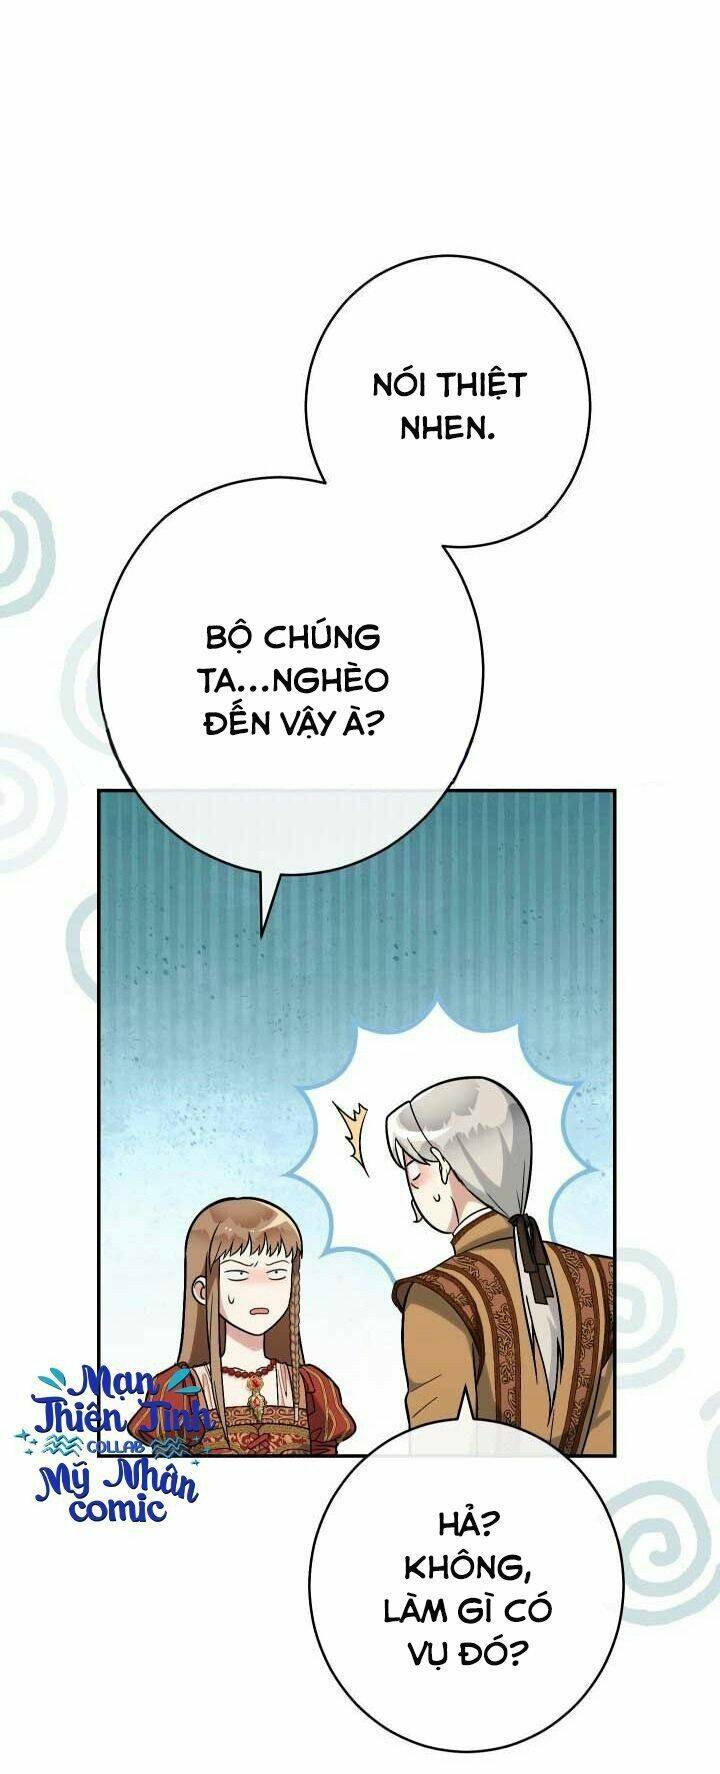 NÓI THIỆT
NHEN.
BỘ CHÚNG
TA...NGHÈO
ĐẾN VẬY À?
Mạn
Thiên Tinh
COLLAB
Mỹ Nhân
comic
HẢ?
KHÔNG,
LÀM GÌ CÓ
VỤ ĐÓ?